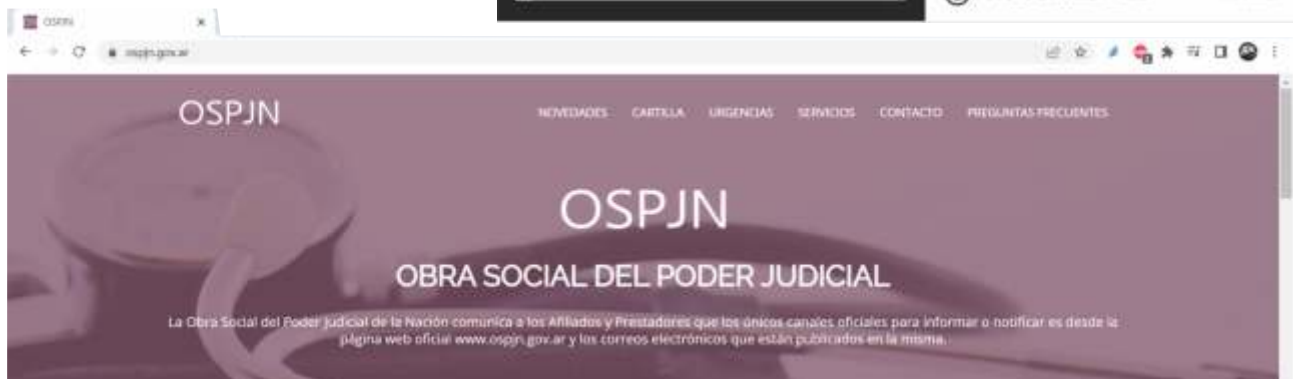 OSPJN
ospjn.gov.ar
OSPJN
NOVEDADES CARTILLA URGENCIAS SERVICIOS CONTACTO PREGUNTAS FRECUENTES
OSPJN
OBRA SOCIAL DEL PODER JUDICIAL
La Obra Social del Poder Judicial de la Nación comunica a los Afiliados y Prestadores que los únicos canales oficiales para informar o notificar es desde la
página web oficial www.ospjn.gov.ar y los correos electrónicos que están publicados en la misma.